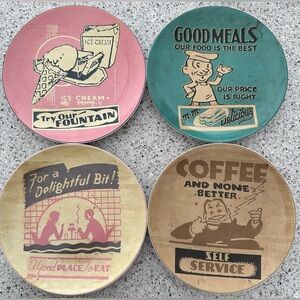 ICE CREAM
ICE CREAM
Try Our
FOUNTAIN
GOOD MEALS
OUR FOOD IS THE BEST
OUR PRICE
IS RIGHT
M-m-m
Delicious
For a
Delightful Bit!
A Good PLACE to EAT
COFFEE
AND NONE
BETTER
SELF
SERVICE